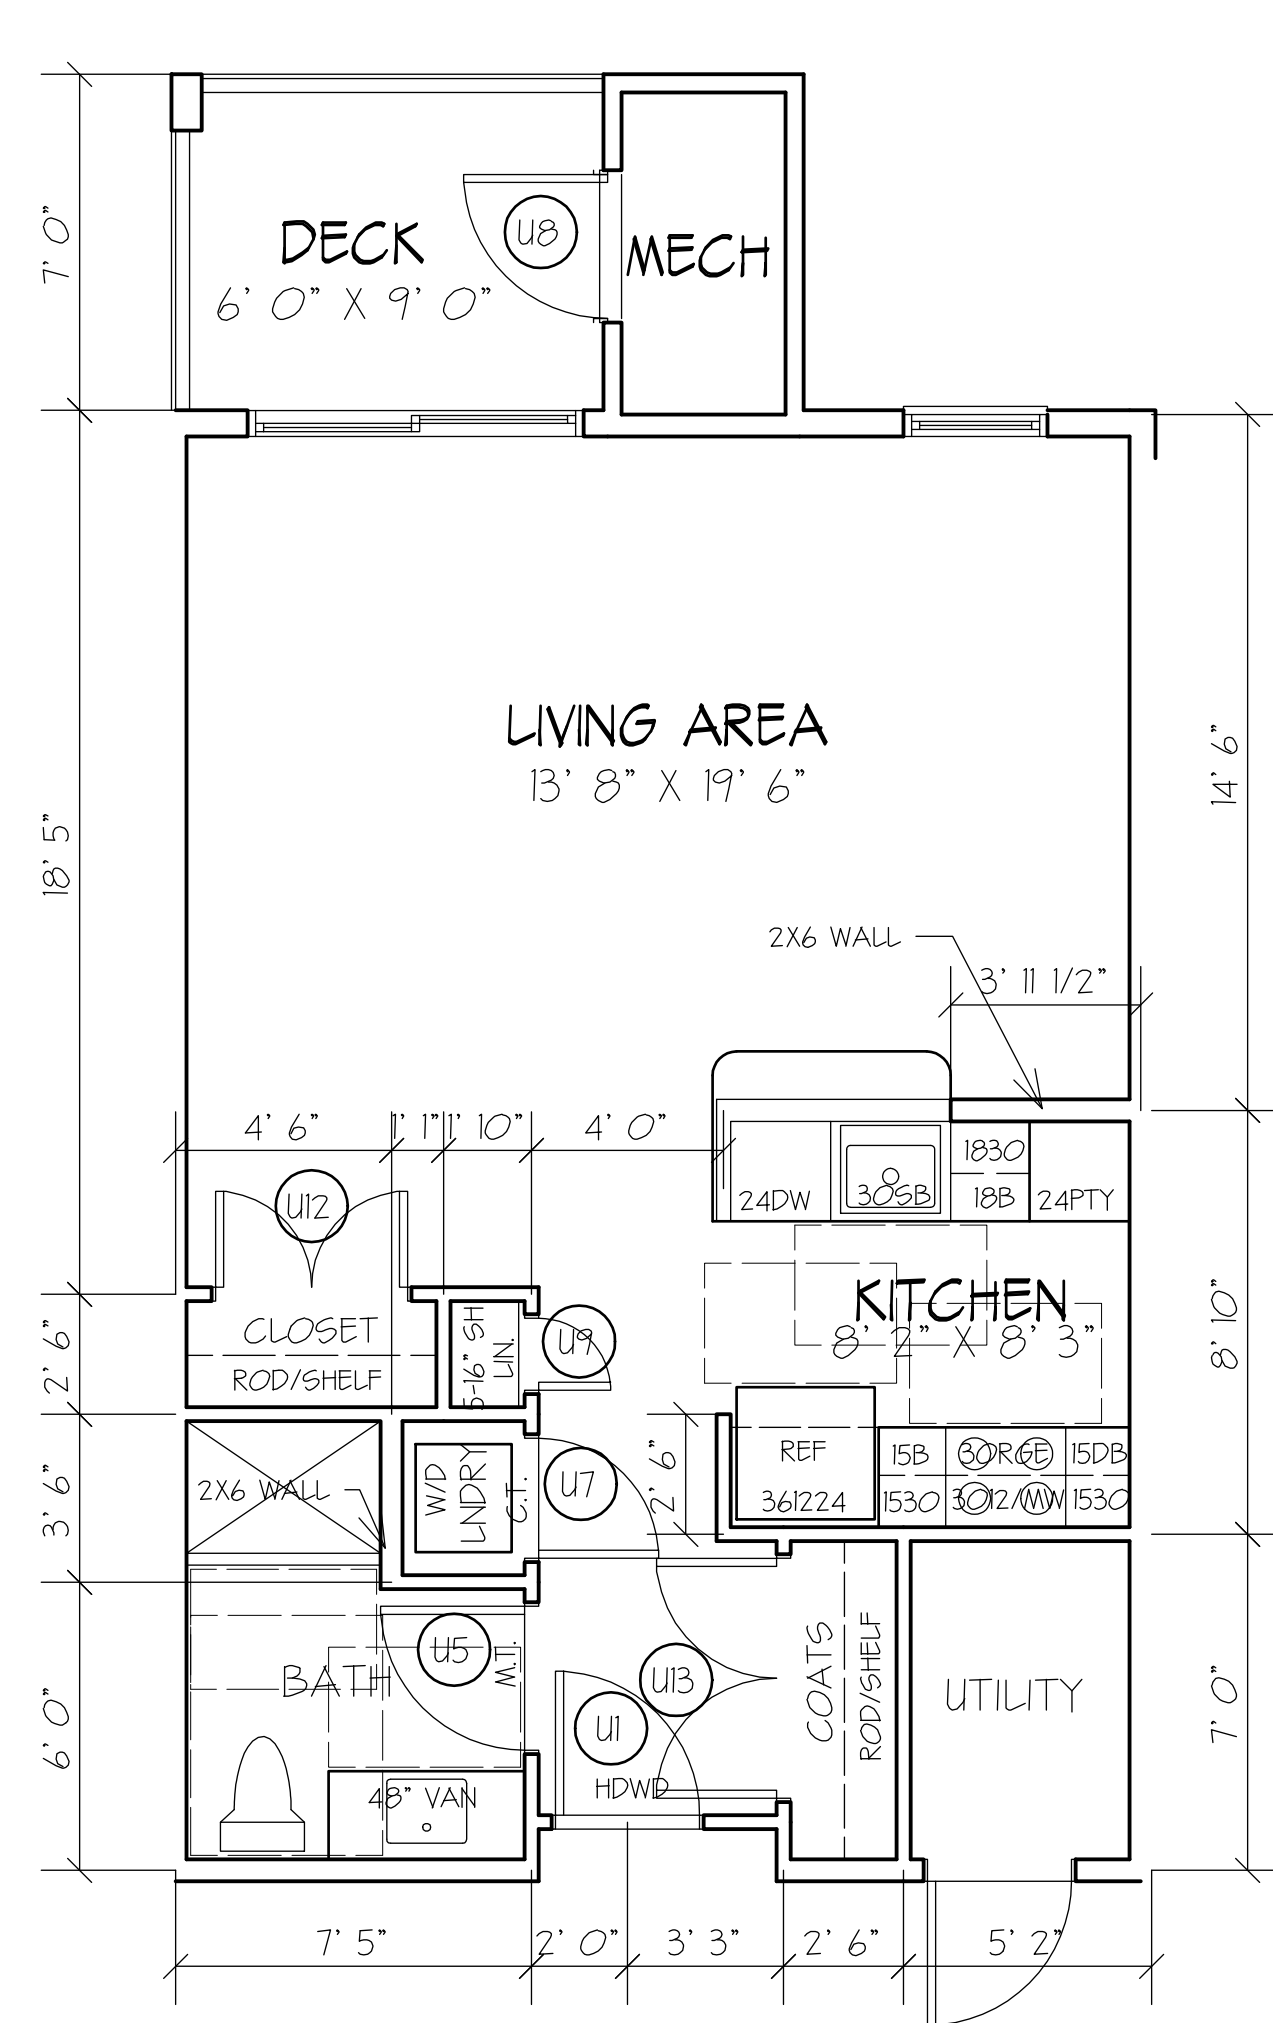 7' 0"
DECK
6' 0" X 9' 0"
U8
MECH
LIVING AREA
13' 8" X 19' 6"
18' 5"
14' 6"
2X6 WALL
3' 11 1/2"
4' 6"
1' 1"
1' 10"
4' 0"
U12
1830
18B
24DW
30SB
24PTY
KITCHEN
8' 2" X 8' 3"
8' 10"
CLOSET
ROD/SHELF
2' 6"
5-16" SH
LIN.
U9
2X6 WALL
3' 6"
W/D
LNDRY
C.T.
U7
2' 6"
REF
361224
15B
30RGE
15DB
1530
3012/MW
1530
BATH
U5
M.T.
U13
U1
HDWD
COATS
ROD/SHELF
UTILITY
6' 0"
7' 0"
48" VAN
7' 5"
2' 0"
3' 3"
2' 6"
5' 2"